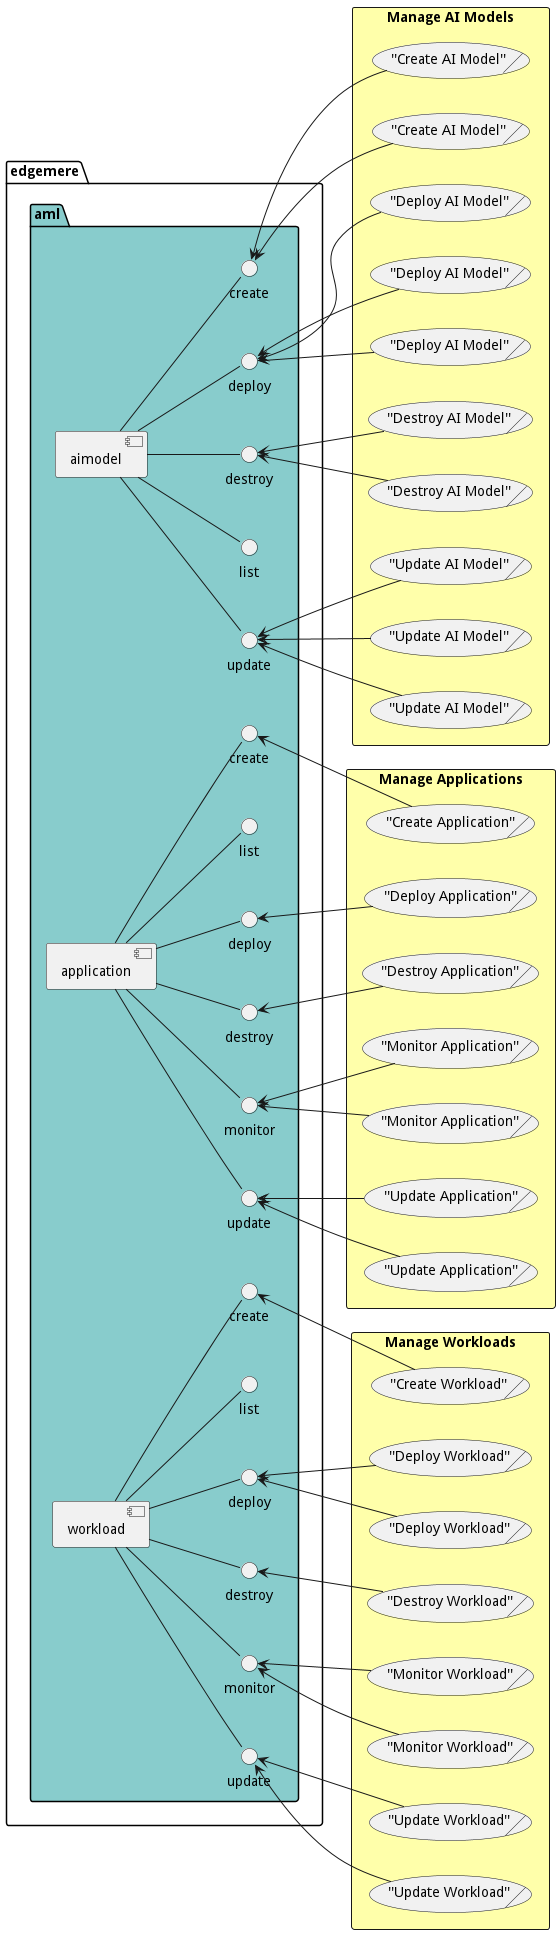 edgemere
aml
aimodel
create
deploy
destroy
list
update
application
create
list
deploy
destroy
monitor
update
workload
create
list
deploy
destroy
monitor
update
Manage AI Models
"Create AI Model"
"Create AI Model"
"Deploy AI Model"
"Deploy AI Model"
"Deploy AI Model"
"Destroy AI Model"
"Destroy AI Model"
"Update AI Model"
"Update AI Model"
"Update AI Model"
Manage Applications
"Create Application"
"Deploy Application"
"Destroy Application"
"Monitor Application"
"Monitor Application"
"Update Application"
"Update Application"
Manage Workloads
"Create Workload"
"Deploy Workload"
"Deploy Workload"
"Destroy Workload"
"Monitor Workload"
"Monitor Workload"
"Update Workload"
"Update Workload"